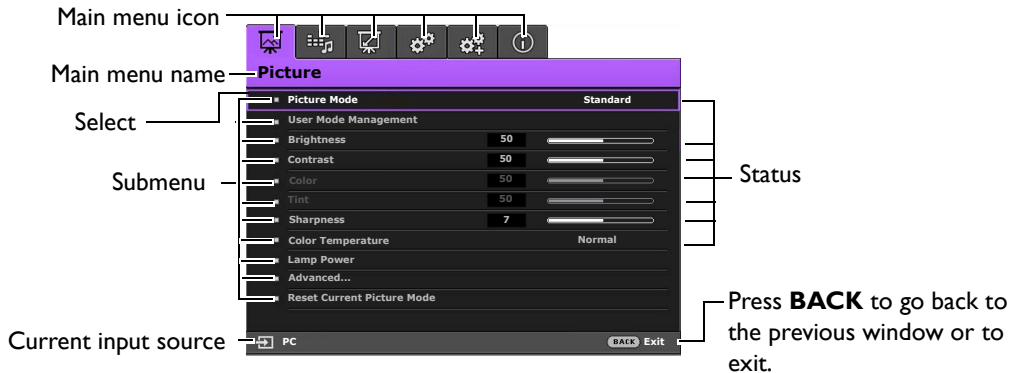 Main menu icon
Main menu name
Picture
Picture Mode Standard
Select
User Mode Management
Brightness 50
Contrast 50
Submenu
Color 50
Status
Tint 50
Sharpness 7
Color Temperature Normal
Lamp Power
Advanced...
Reset Current Picture Mode
Current input source
PC
BACK Exit
Press BACK to go back to
the previous window or to
exit.